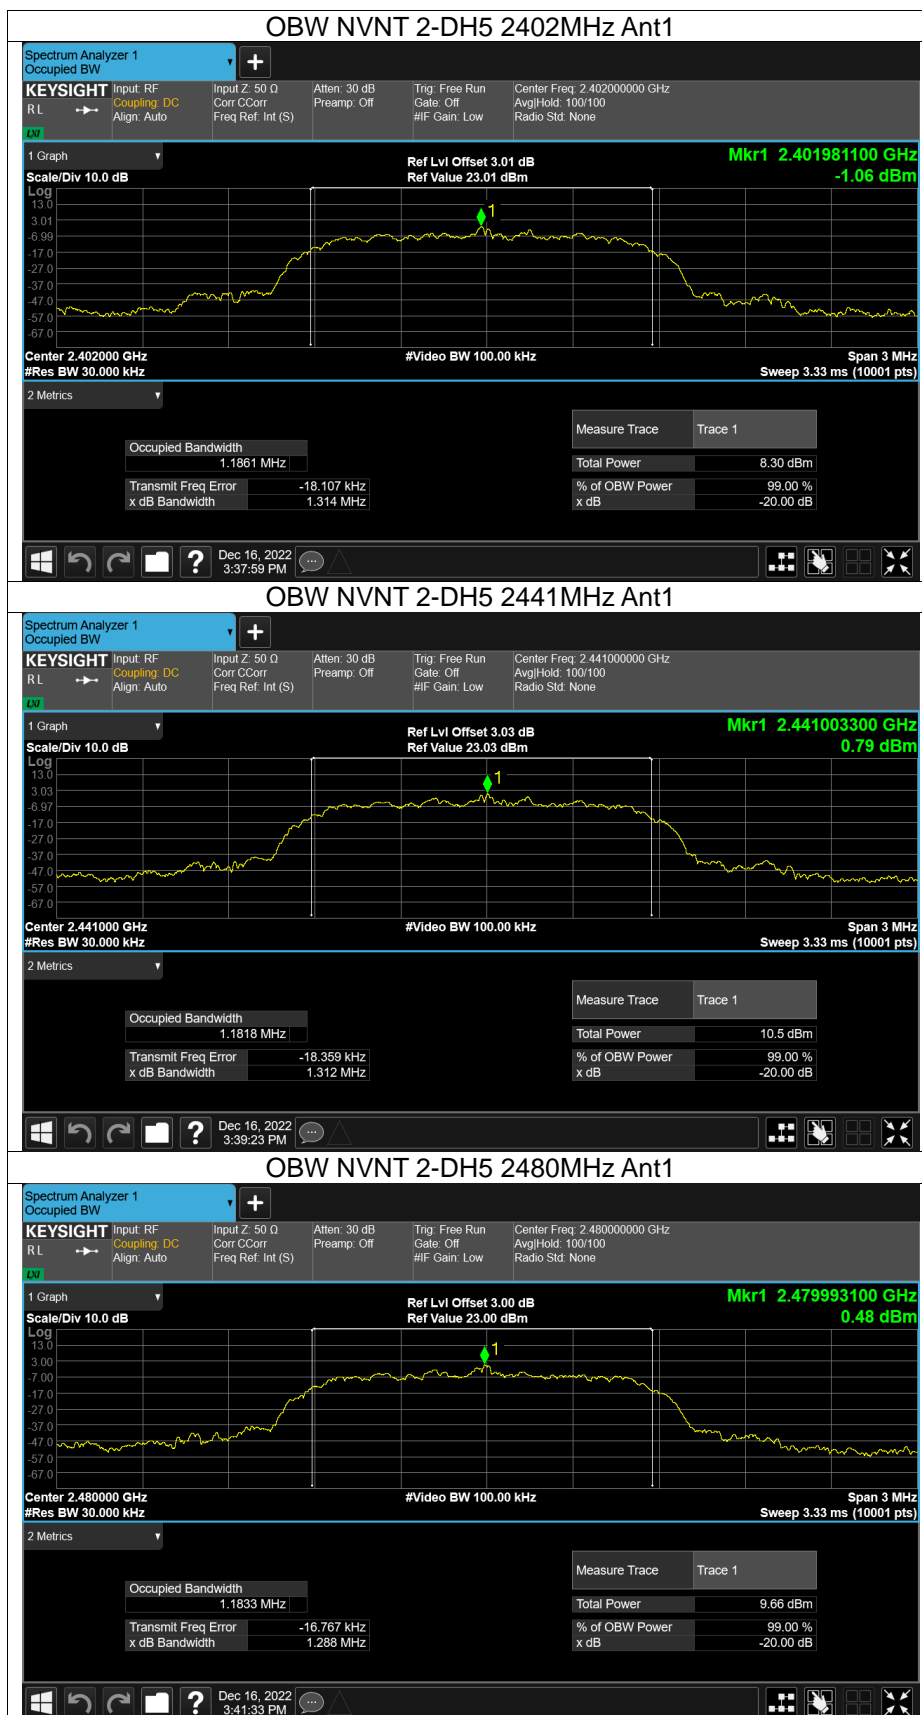 OBW NVNT 2-DH5 2402MHz Ant1
Spectrum Analyzer 1
Occupied BW
KEYSIGHT
R L
LXI
Input: RF
Coupling: DC
Align: Auto
Input Z: 50 Ω
Corr CCorr
Freq Ref: Int (S)
Atten: 30 dB
Preamp: Off
Trig: Free Run
Gate: Off
#IF Gain: Low
Center Freq: 2.402000000 GHz
Avg|Hold: 100/100
Radio Std: None
1 Graph
Scale/Div 10.0 dB
Ref Lvl Offset 3.01 dB
Ref Value 23.01 dBm
Mkr1 2.401981100 GHz
-1.06 dBm
Log
13.0
3.01
-6.99
-17.0
-27.0
-37.0
-47.0
-57.0
-67.0
1
Center 2.402000 GHz
#Res BW 30.000 kHz
#Video BW 100.00 kHz
Span 3 MHz
Sweep 3.33 ms (10001 pts)
2 Metrics
Measure Trace Trace 1
Occupied Bandwidth
1.1861 MHz
Total Power 8.30 dBm
Transmit Freq Error -18.107 kHz
% of OBW Power 99.00 %
x dB Bandwidth 1.314 MHz
x dB -20.00 dB
?
Dec 16, 2022
3:37:59 PM
OBW NVNT 2-DH5 2441MHz Ant1
Spectrum Analyzer 1
Occupied BW
KEYSIGHT
R L
LXI
Input: RF
Coupling: DC
Align: Auto
Input Z: 50 Ω
Corr CCorr
Freq Ref: Int (S)
Atten: 30 dB
Preamp: Off
Trig: Free Run
Gate: Off
#IF Gain: Low
Center Freq: 2.441000000 GHz
Avg|Hold: 100/100
Radio Std: None
1 Graph
Scale/Div 10.0 dB
Ref Lvl Offset 3.03 dB
Ref Value 23.03 dBm
Mkr1 2.441003300 GHz
0.79 dBm
Log
13.0
3.03
-6.97
-17.0
-27.0
-37.0
-47.0
-57.0
-67.0
1
Center 2.441000 GHz
#Res BW 30.000 kHz
#Video BW 100.00 kHz
Span 3 MHz
Sweep 3.33 ms (10001 pts)
2 Metrics
Measure Trace Trace 1
Occupied Bandwidth
1.1818 MHz
Total Power 10.5 dBm
Transmit Freq Error -18.359 kHz
% of OBW Power 99.00 %
x dB Bandwidth 1.312 MHz
x dB -20.00 dB
?
Dec 16, 2022
3:39:23 PM
OBW NVNT 2-DH5 2480MHz Ant1
Spectrum Analyzer 1
Occupied BW
KEYSIGHT
R L
LXI
Input: RF
Coupling: DC
Align: Auto
Input Z: 50 Ω
Corr CCorr
Freq Ref: Int (S)
Atten: 30 dB
Preamp: Off
Trig: Free Run
Gate: Off
#IF Gain: Low
Center Freq: 2.480000000 GHz
Avg|Hold: 100/100
Radio Std: None
1 Graph
Scale/Div 10.0 dB
Ref Lvl Offset 3.00 dB
Ref Value 23.00 dBm
Mkr1 2.479993100 GHz
0.48 dBm
Log
13.0
3.00
-7.00
-17.0
-27.0
-37.0
-47.0
-57.0
-67.0
1
Center 2.480000 GHz
#Res BW 30.000 kHz
#Video BW 100.00 kHz
Span 3 MHz
Sweep 3.33 ms (10001 pts)
2 Metrics
Measure Trace Trace 1
Occupied Bandwidth
1.1833 MHz
Total Power 9.66 dBm
Transmit Freq Error -16.767 kHz
% of OBW Power 99.00 %
x dB Bandwidth 1.288 MHz
x dB -20.00 dB
?
Dec 16, 2022
3:41:33 PM